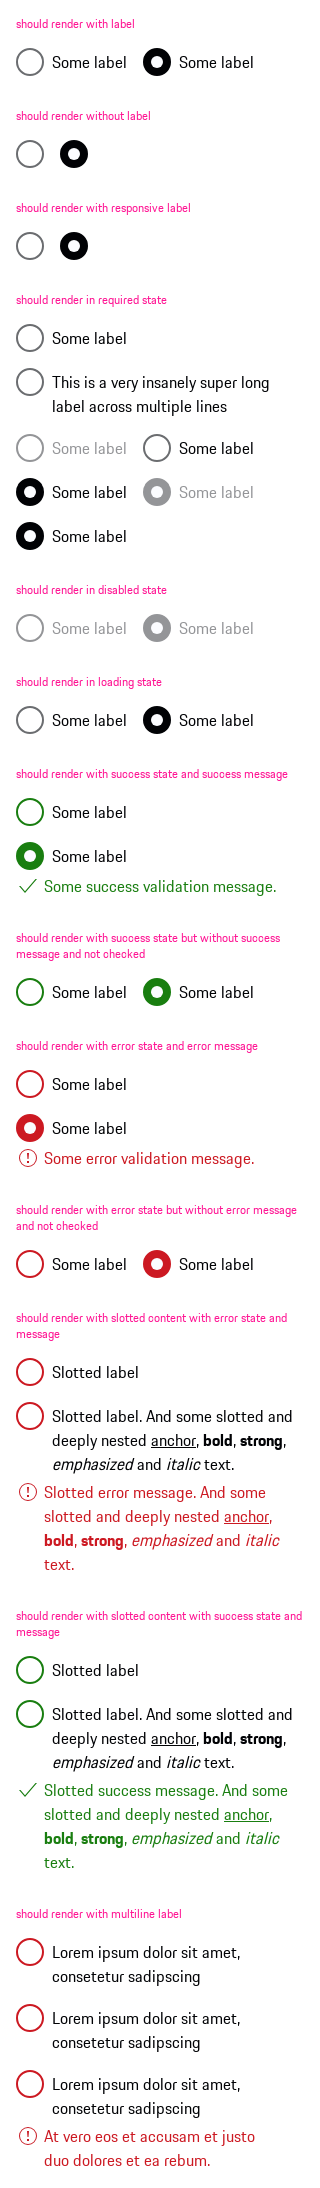 should render with label
Some label Some label
should render without label
should render with responsive label
should render in required state
Some label
This is a very insanely super long
label across multiple lines
Some label Some label
Some label Some label
Some label
should render in disabled state
Some label Some label
should render in loading state
Some label Some label
should render with success state and success message
Some label
Some label
Some success validation message.
should render with success state but without success
message and not checked
Some label Some label
should render with error state and error message
Some label
Some label
Some error validation message.
should render with error state but without error message
and not checked
Some label Some label
should render with slotted content with error state and
message
Slotted label
Slotted label. And some slotted and
deeply nested anchor, bold, strong,
emphasized and italic text.
Slotted error message. And some
slotted and deeply nested anchor,
bold, strong, emphasized and italic
text.
should render with slotted content with success state and
message
Slotted label
Slotted label. And some slotted and
deeply nested anchor, bold, strong,
emphasized and italic text.
Slotted success message. And some
slotted and deeply nested anchor,
bold, strong, emphasized and italic
text.
should render with multiline label
Lorem ipsum dolor sit amet,
consetetur sadipscing
Lorem ipsum dolor sit amet,
consetetur sadipscing
Lorem ipsum dolor sit amet,
consetetur sadipscing
At vero eos et accusam et justo
duo dolores et ea rebum.